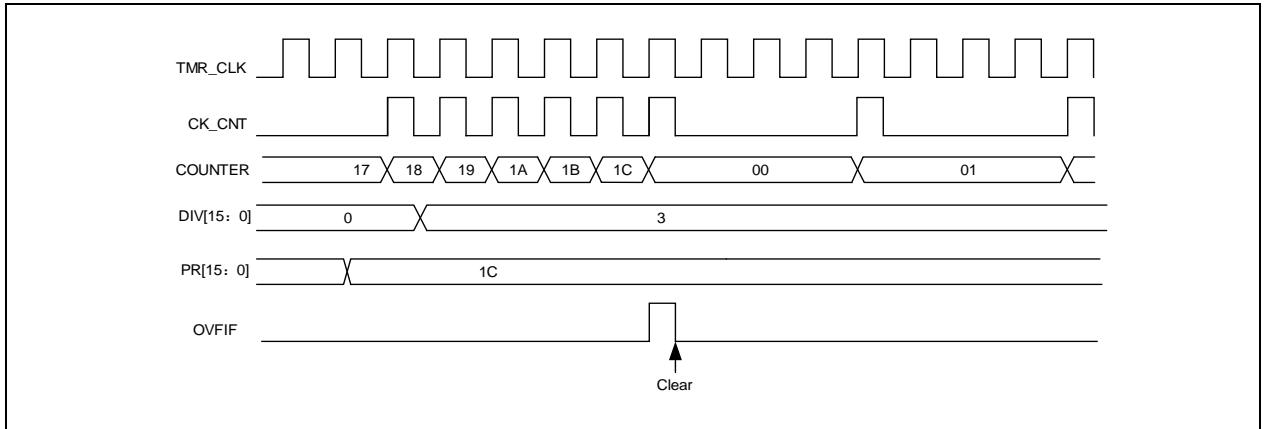 TMR_CLK
CK_CNT
COUNTER 17 18 19 1A 1B 1C 00 01
DIV[15：0] 0 3
PR[15：0] 1C
OVFIF
Clear